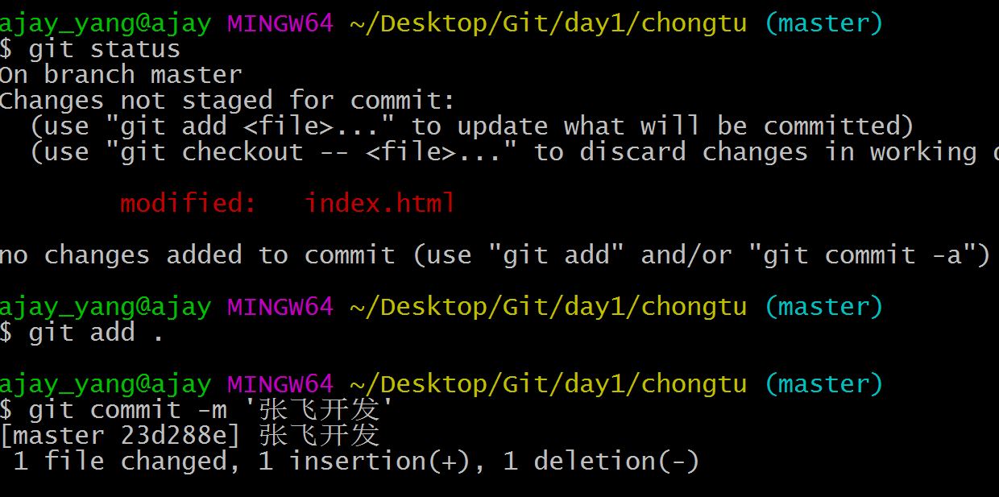 ajay_yang@ajay MINGW64 ~/Desktop/Git/day1/chongtu (master)
$ git status
On branch master
Changes not staged for commit:
  (use "git add <file>..." to update what will be committed)
  (use "git checkout -- <file>..." to discard changes in working

        modified:   index.html

no changes added to commit (use "git add" and/or "git commit -a")

ajay_yang@ajay MINGW64 ~/Desktop/Git/day1/chongtu (master)
$ git add .

ajay_yang@ajay MINGW64 ~/Desktop/Git/day1/chongtu (master)
$ git commit -m '张飞开发'
[master 23d288e] 张飞开发
 1 file changed, 1 insertion(+), 1 deletion(-)